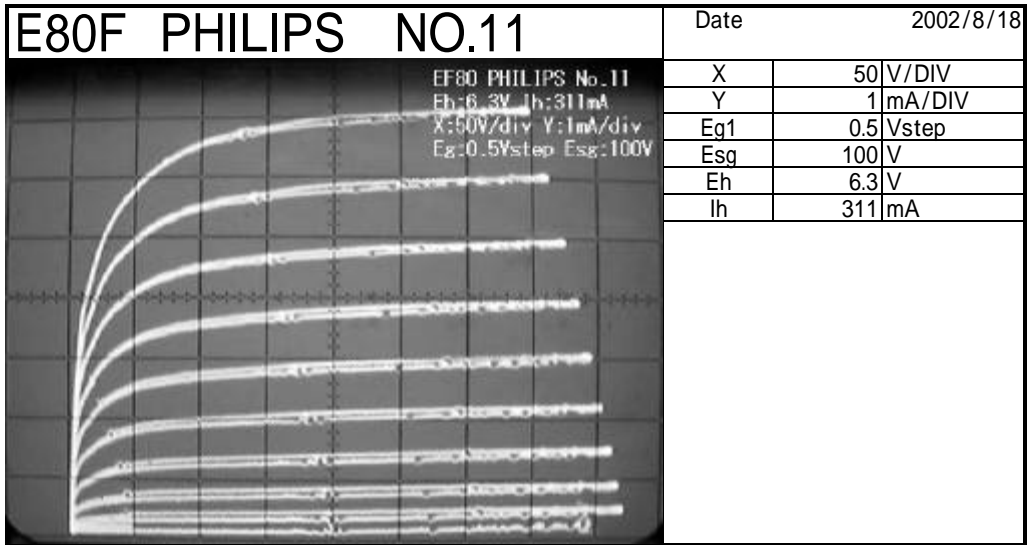 E80F PHILIPS NO.11
Date 2002/8/18
EF80 PHILIPS No.11
Eh:6.3V Ih:311mA
X:50V/div Y:1mA/div
Eg:0.5Vstep Esg:100V
X 50 V/DIV
Y 1 mA/DIV
Eg1 0.5 Vstep
Esg 100 V
Eh 6.3 V
Ih 311 mA